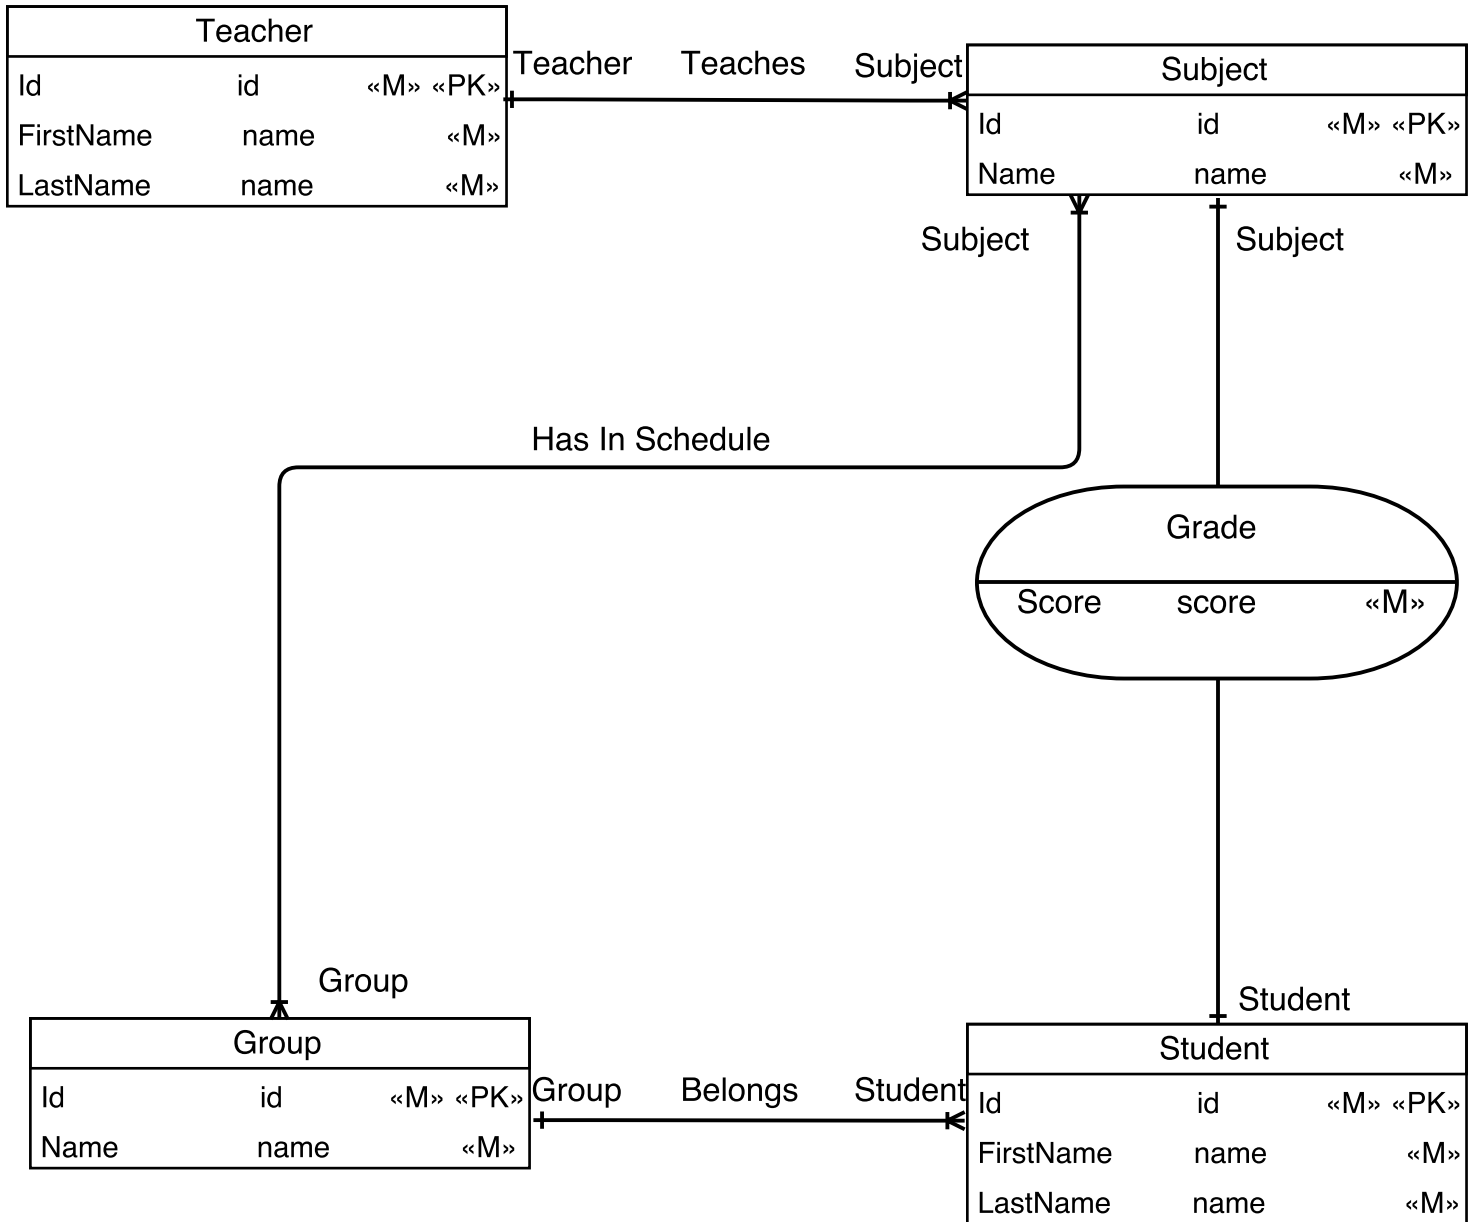 Teacher
Id id «M» «PK»
FirstName name «M»
LastName name «M»
Teacher Teaches Subject
Subject
Id id «M» «PK»
Name name «M»
Subject Subject
Has In Schedule
Grade
Score score «M»
Group
Student
Group
Id id «M» «PK»
Name name «M»
Group Belongs Student
Student
Id id «M» «PK»
FirstName name «M»
LastName name «M»